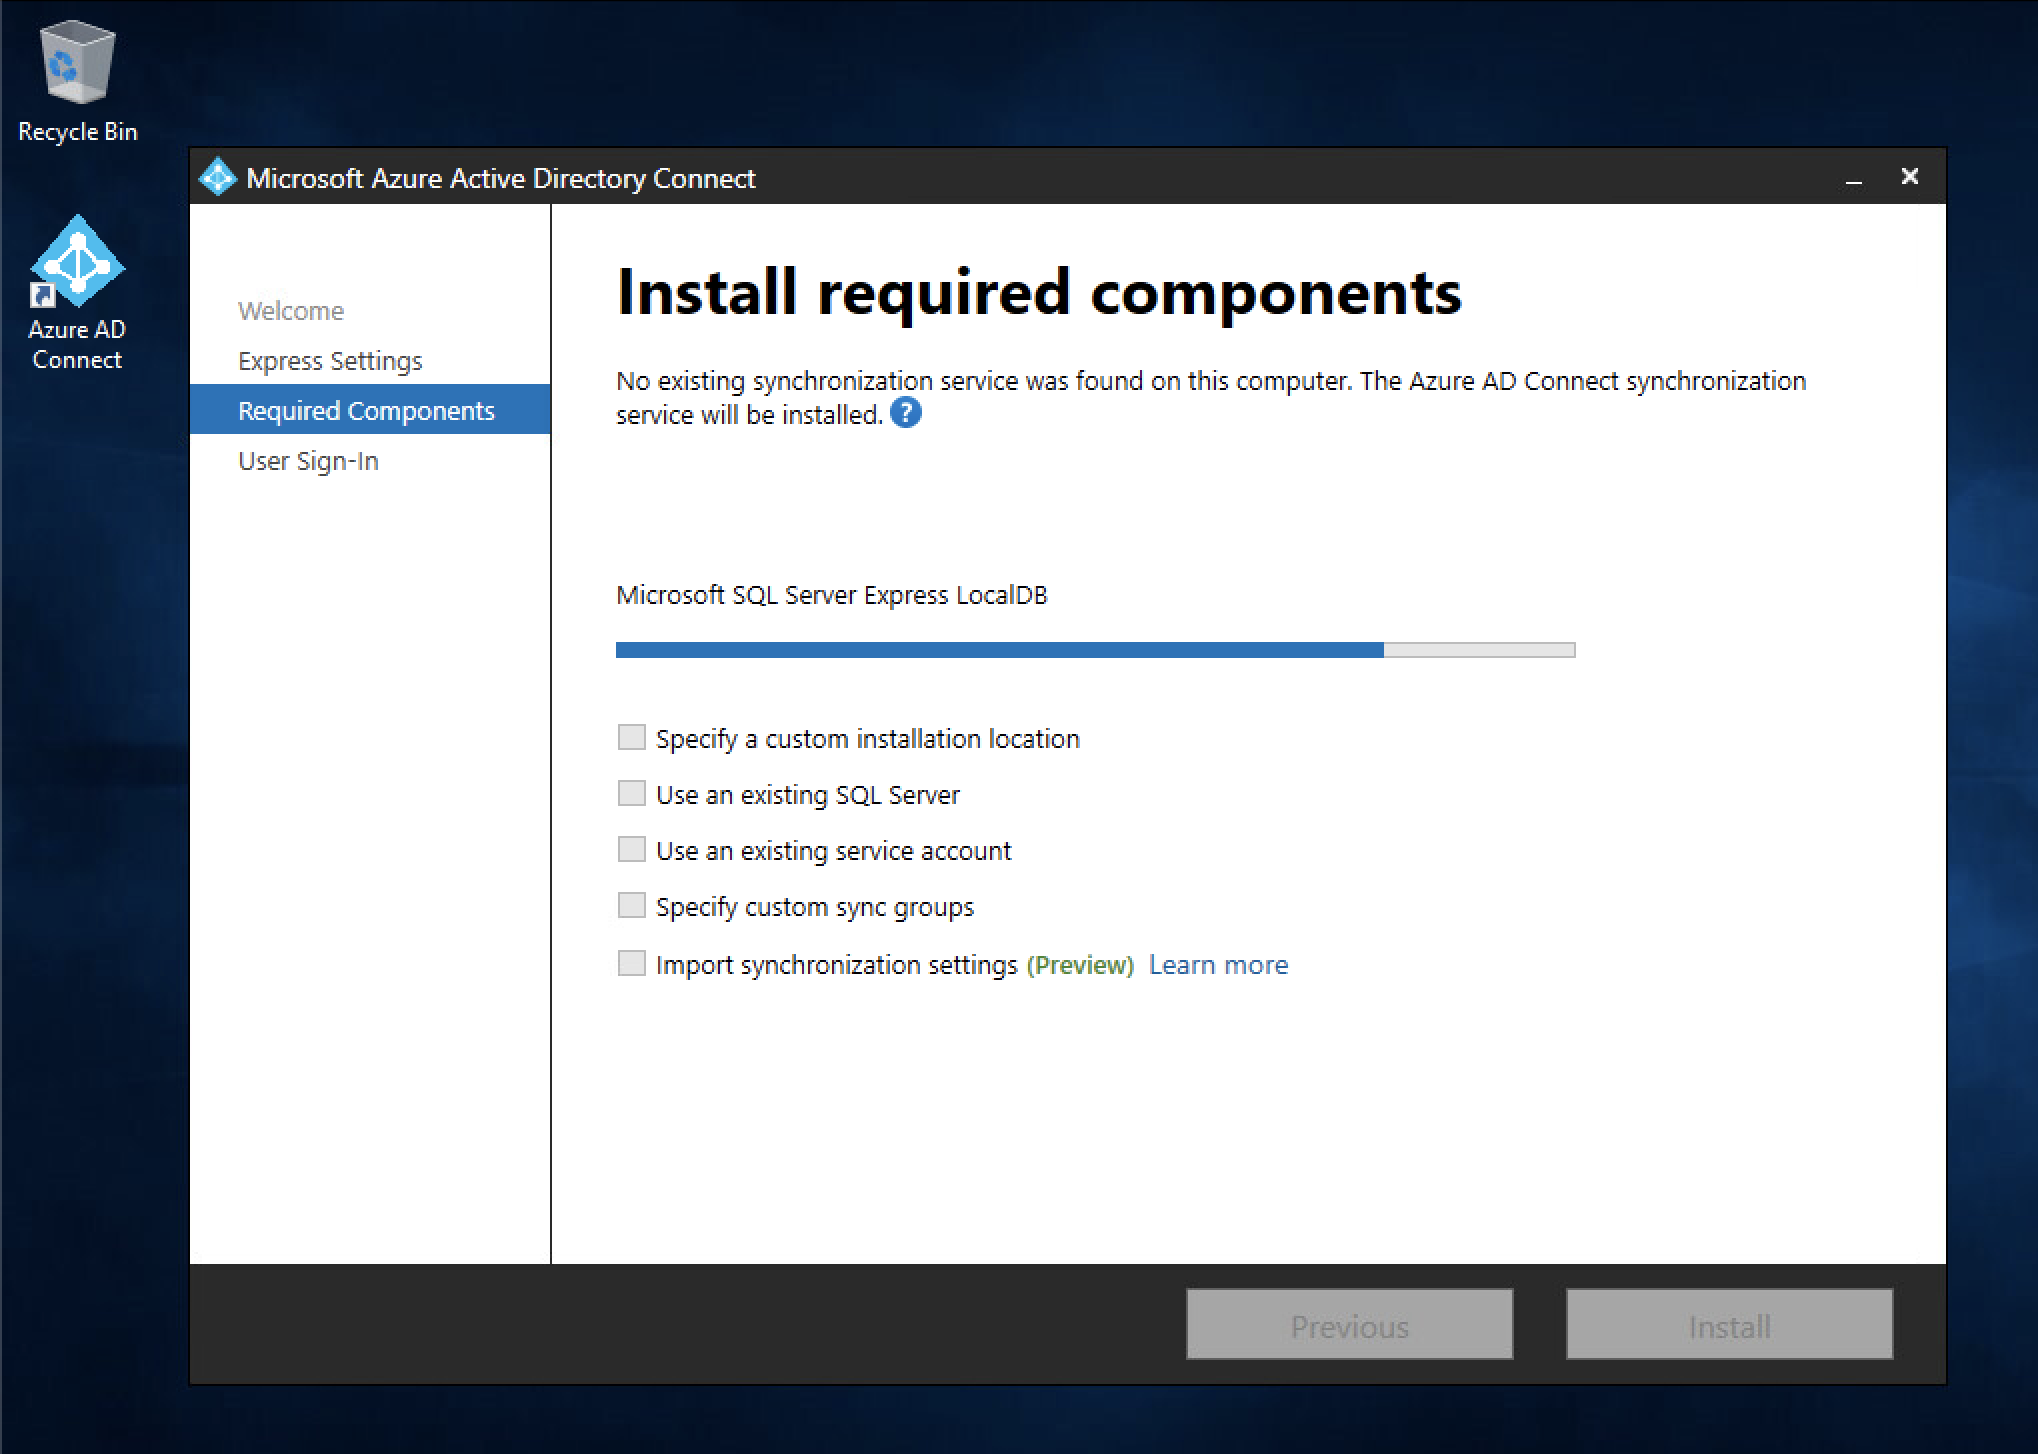 Recycle Bin
Azure AD
Connect
Microsoft Azure Active Directory Connect
Welcome
Express Settings
Required Components
User Sign-In
Install required components
No existing synchronization service was found on this computer. The Azure AD Connect synchronization
service will be installed. ?
Microsoft SQL Server Express LocalDB
Specify a custom installation location
Use an existing SQL Server
Use an existing service account
Specify custom sync groups
Import synchronization settings (Preview) Learn more
Previous
Install